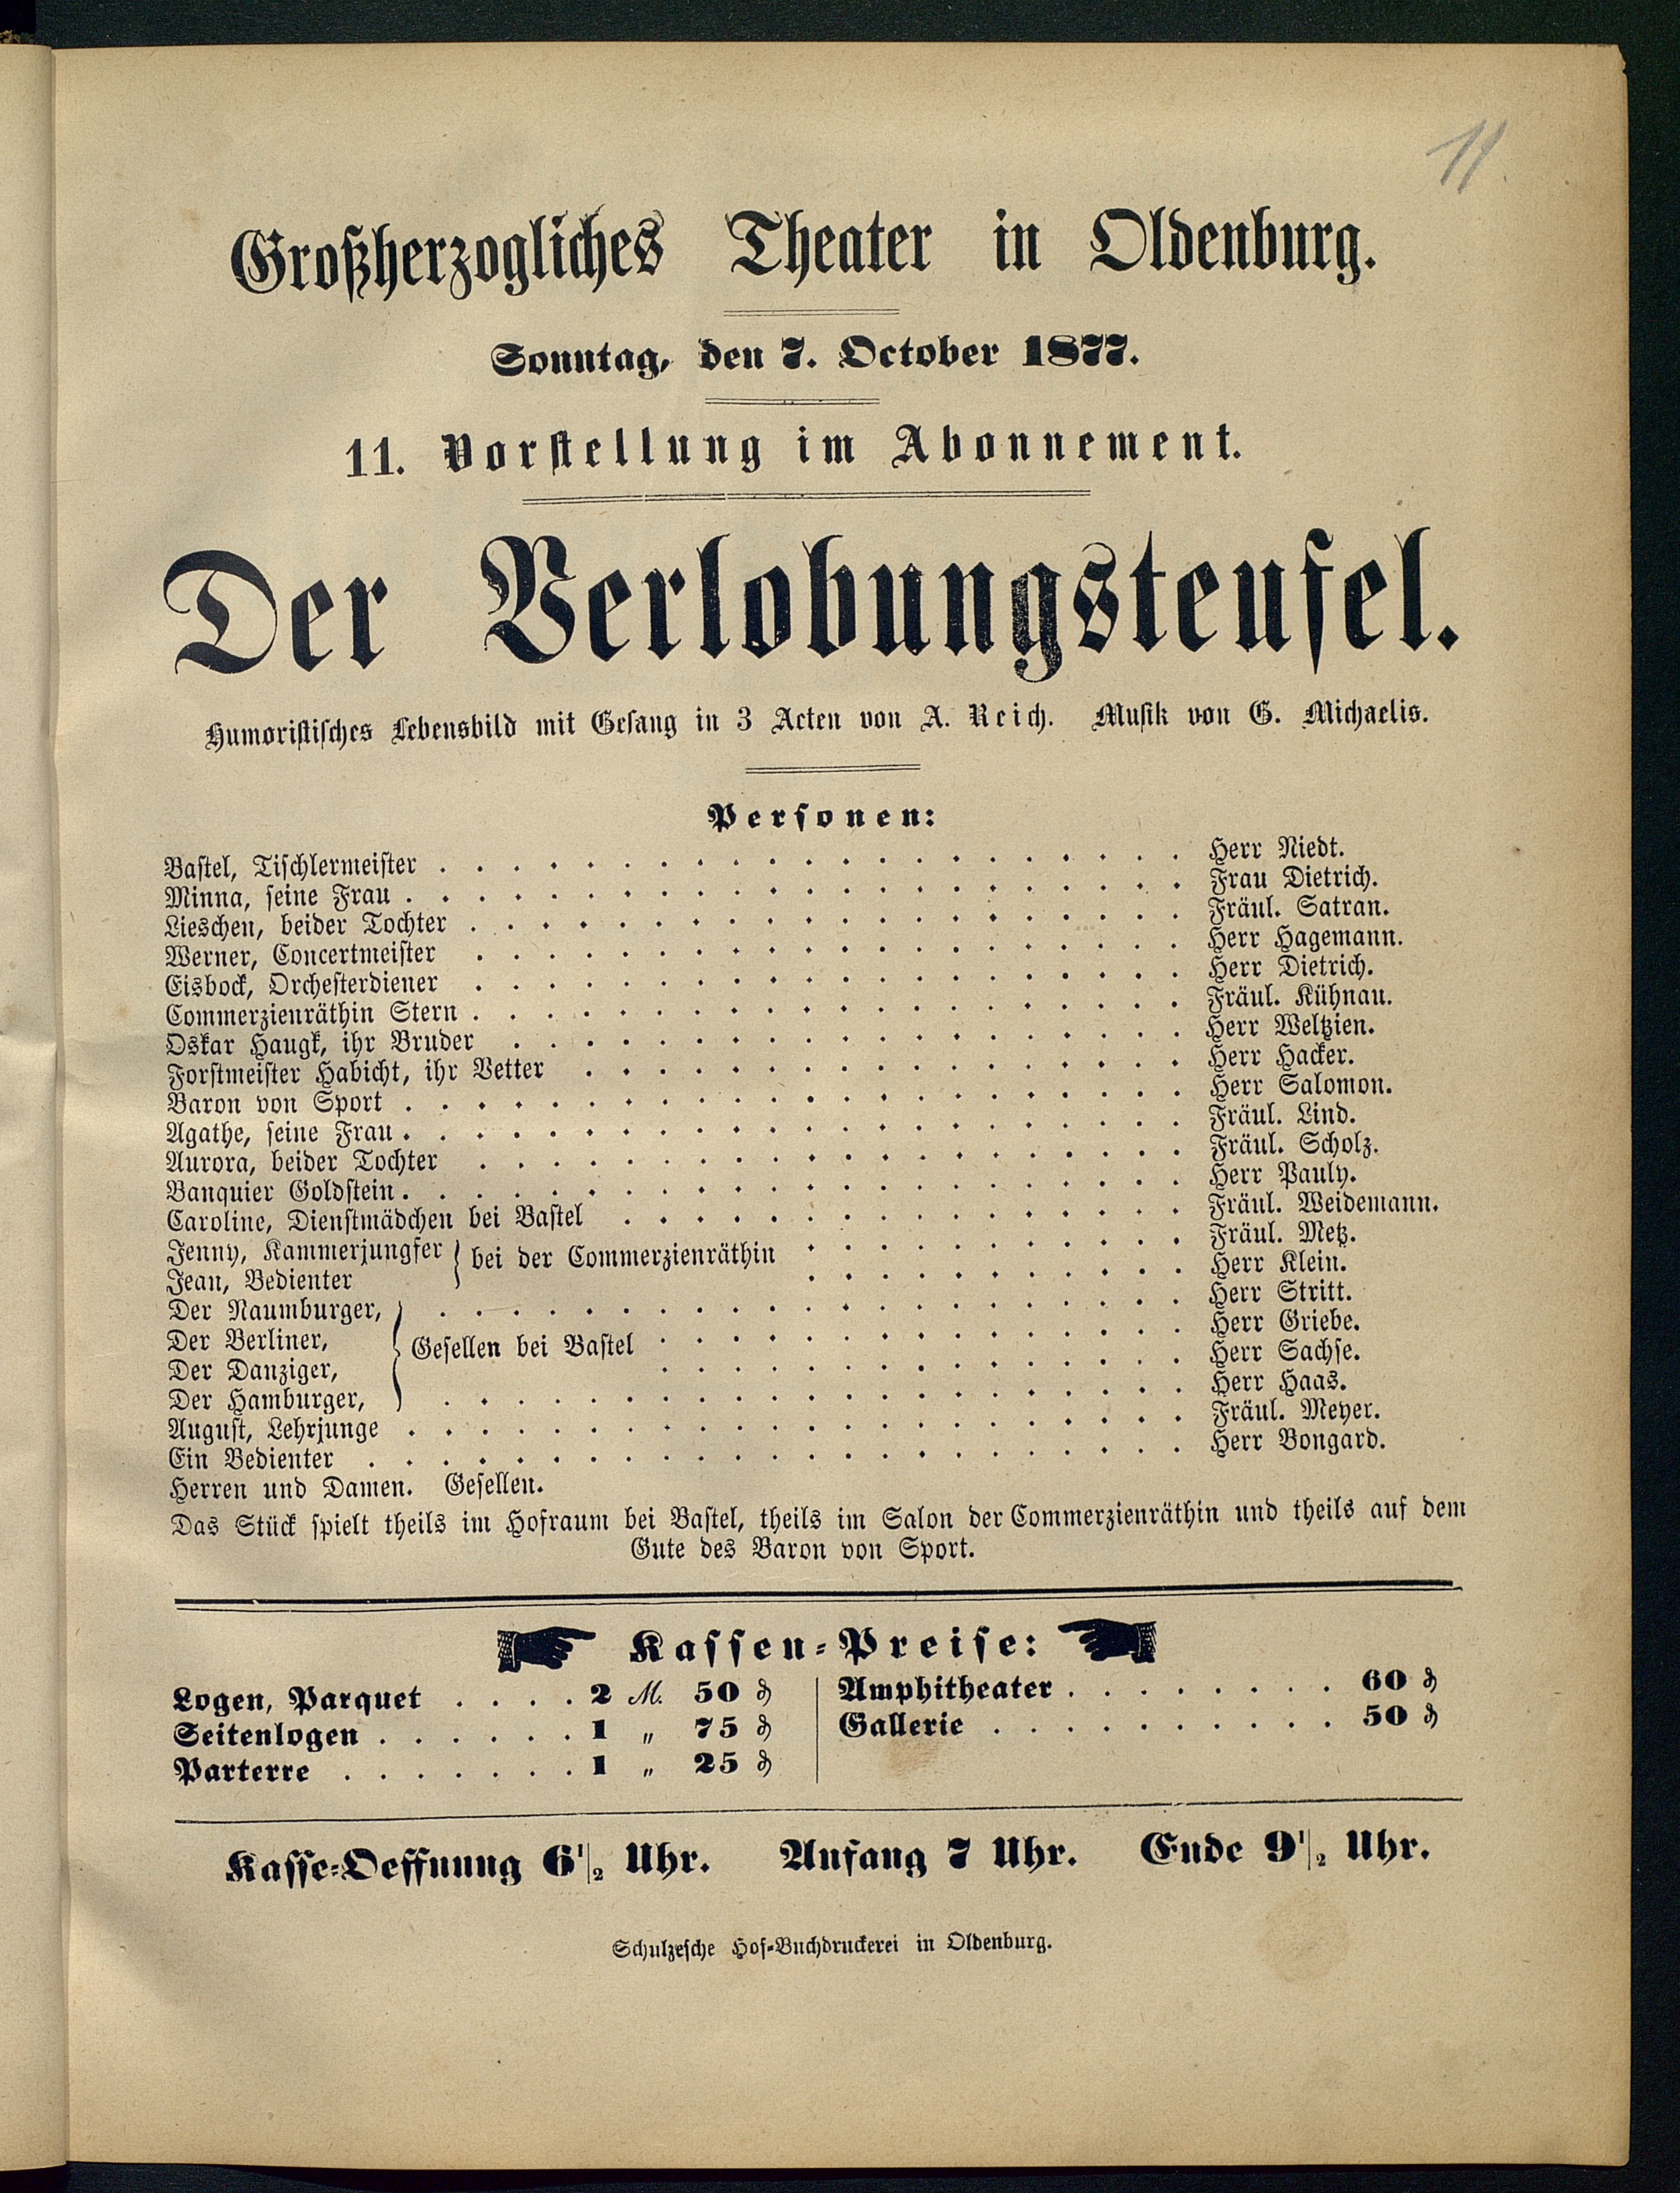 11.
Großherzogliches Theater in Oldenburg.
Sonntag, den 7. October 1877.
11. Vorstellung im Abonnement.
Der Verlobungsteufel.
Humoristisches Lebensbild mit Gesang in 3 Acten von A. Reich. Musik von G. Michaelis.
Personen:
Bastel, Tischlermeister . . . . . Herr Niedt.
Minna, seine Frau . . . . . Frau Dietrich.
Lieschen, beider Tochter . . . . . Fräul. Satran.
Werner, Concertmeister . . . . . Herr Hagemann.
Eisbock, Orchesterdiener . . . . . Herr Dietrich.
Commerzienräthin Stern . . . . . Fräul. Kühnau.
Oskar Haugk, ihr Bruder . . . . . Herr Weltzien.
Forstmeister Habicht, ihr Vetter . . . . . Herr Hacker.
Baron von Sport . . . . . Herr Salomon.
Agathe, seine Frau . . . . . Fräul. Lind.
Aurora, beider Tochter . . . . . Fräul. Scholz.
Banquier Goldstein . . . . . Herr Pauly.
Caroline, Dienstmädchen bei Bastel . . . . . Fräul. Weidemann.
Jenny, Kammerjungfer } bei der Commerzienräthin . . . . . Fräul. Metz.
Jean, Bedienter . . . . . Herr Klein.
Der Naumburger, . . . . . Herr Stritt.
Der Berliner, } Gesellen bei Bastel . . . . . Herr Griebe.
Der Danziger, . . . . . Herr Sachse.
Der Hamburger, . . . . . Herr Haas.
August, Lehrjunge . . . . . Fräul. Meyer.
Ein Bedienter . . . . . Herr Bongard.
Herren und Damen. Gesellen.
Das Stück spielt theils im Hofraum bei Bastel, theils im Salon der Commerzienräthin und theils auf dem
Gute des Baron von Sport.
Kassen-Preise:
Logen, Parquet . . . . 2 M. 50 ₰
Seitenlogen . . . . . . 1 „ 75 ₰
Parterre . . . . . . . 1 „ 25 ₰
Amphitheater . . . . . . . . 60 ₰
Gallerie . . . . . . . . . . 50 ₰
Kasse-Oeffnung 6 1/2 Uhr. Anfang 7 Uhr. Ende 9 1/2 Uhr.
Schulzesche Hof-Buchdruckerei in Oldenburg.